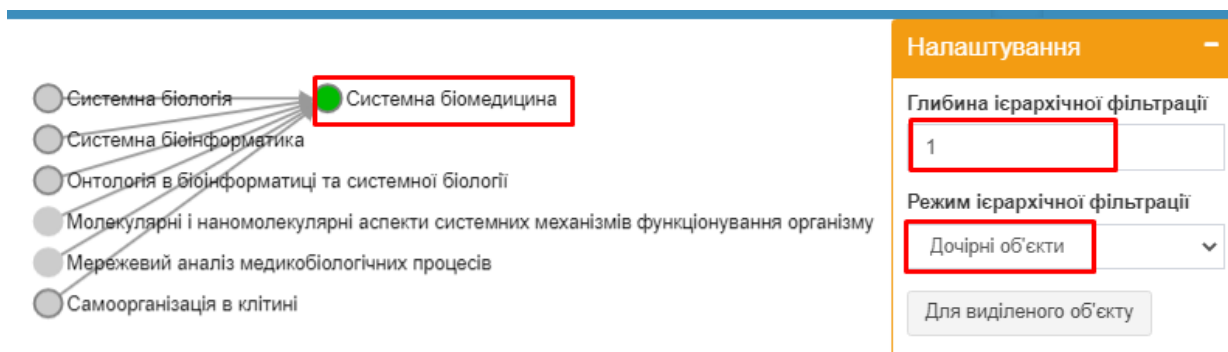 Налаштування
Системна біологія
Системна біомедицина
Глибина ієрархічної фільтрації
Системна біоінформатика
1
Онтологія в біоінформатиці та системної біології
Режим ієрархічної фільтрації
Молекулярні і наномолекулярні аспекти системних механізмів функціонування організму
Дочірні об'єкти
Мережевий аналіз медикобіологічних процесів
Самоорганізація в клітині
Для виділеного об'єкту